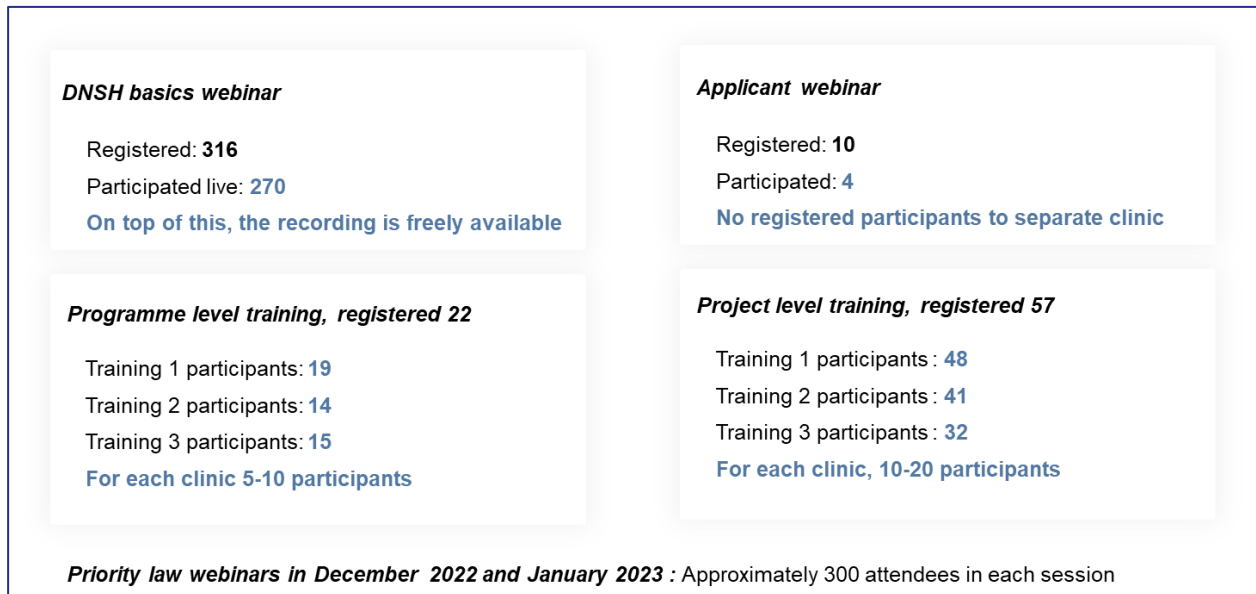 DNSH basics webinar
Registered: 316
Participated live: 270
On top of this, the recording is freely available
Applicant webinar
Registered: 10
Participated: 4
No registered participants to separate clinic
Programme level training, registered 22
Training 1 participants: 19
Training 2 participants: 14
Training 3 participants: 15
For each clinic 5-10 participants
Project level training, registered 57
Training 1 participants : 48
Training 2 participants : 41
Training 3 participants : 32
For each clinic, 10-20 participants
Priority law webinars in December 2022 and January 2023 : Approximately 300 attendees in each session